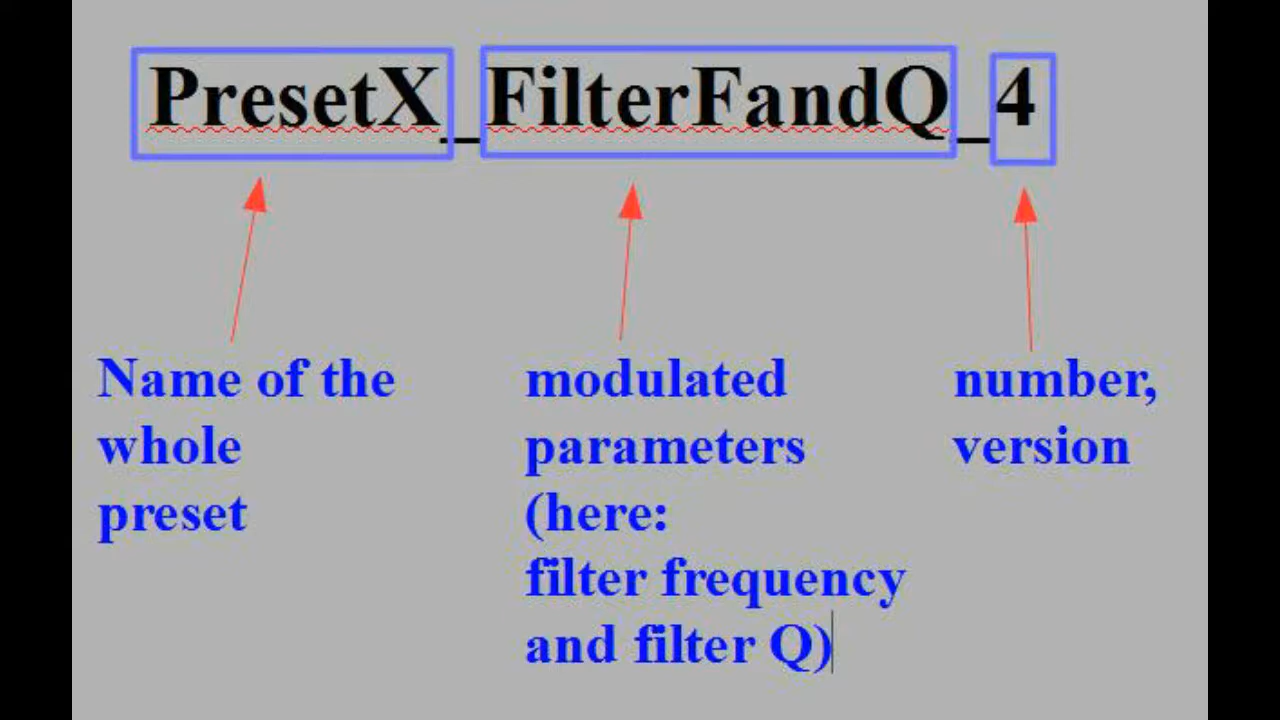 PresetX_FilterFandQ_4
Name of the
whole
preset
modulated
parameters
(here:
filter frequency
and filter Q)
number,
version